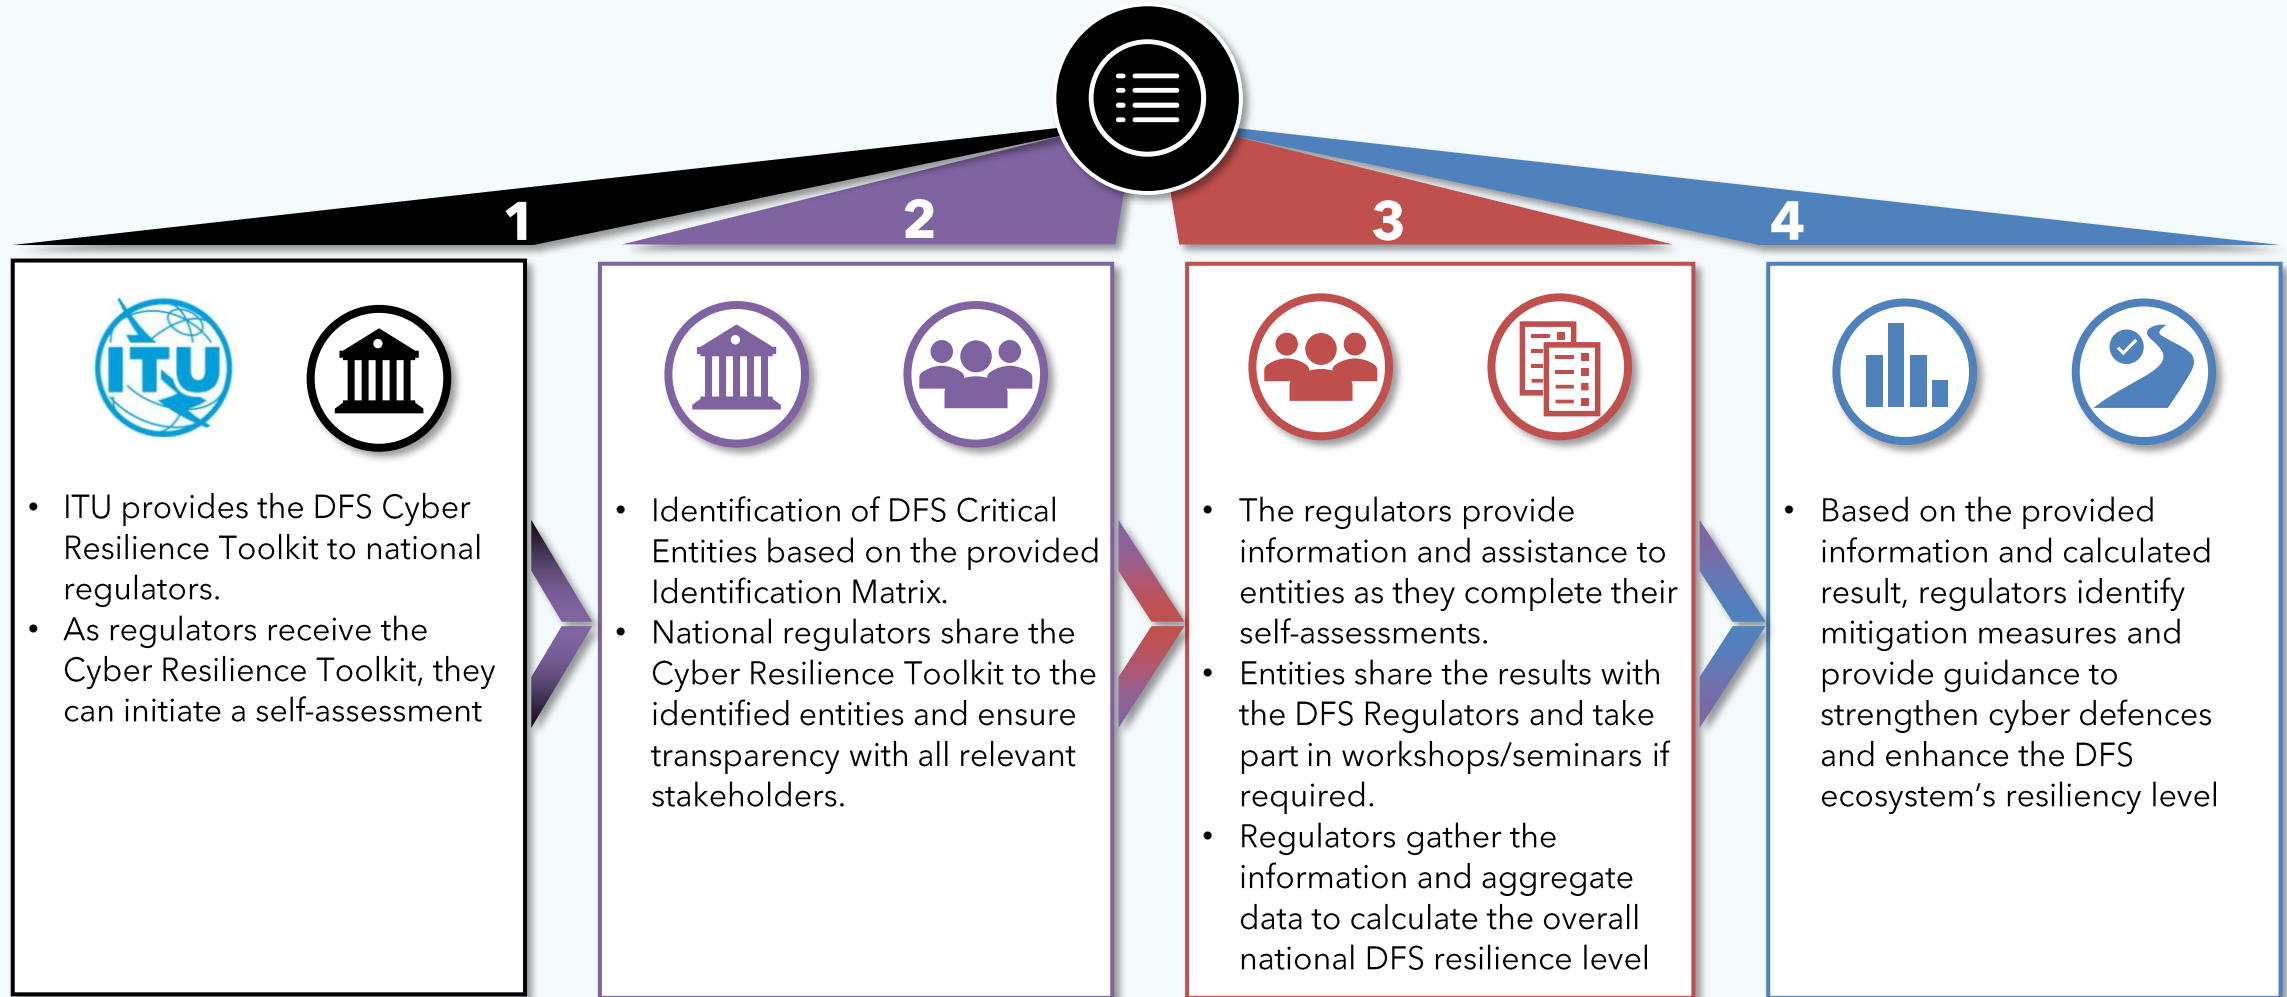 1
2
3
4
ITU
• ITU provides the DFS Cyber
Resilience Toolkit to national
regulators.
• As regulators receive the
Cyber Resilience Toolkit, they
can initiate a self-assessment
• Identification of DFS Critical
Entities based on the provided
Identification Matrix.
• National regulators share the
Cyber Resilience Toolkit to the
identified entities and ensure
transparency with all relevant
stakeholders.
• The regulators provide
information and assistance to
entities as they complete their
self-assessments.
• Entities share the results with
the DFS Regulators and take
part in workshops/seminars if
required.
• Regulators gather the
information and aggregate
data to calculate the overall
national DFS resilience level
• Based on the provided
information and calculated
result, regulators identify
mitigation measures and
provide guidance to
strengthen cyber defences
and enhance the DFS
ecosystem’s resiliency level